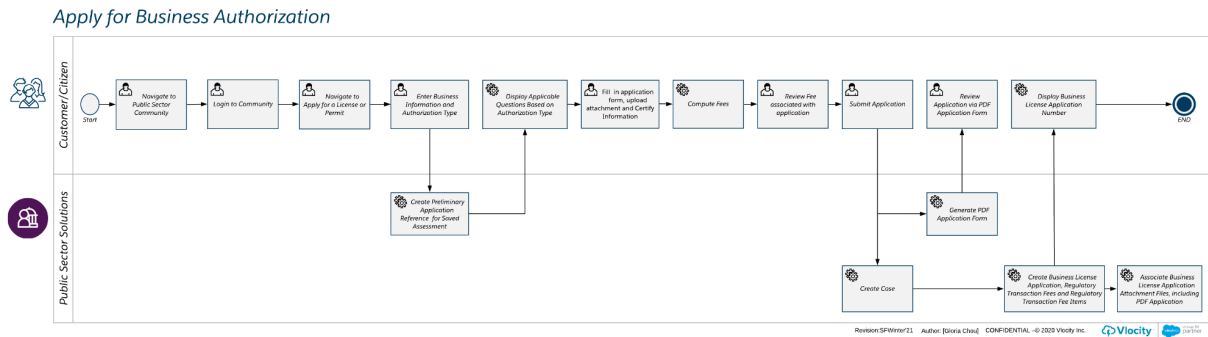 Apply for Business Authorization
Customer/Citizen
Start
Navigate to
Public Sector
Community
Login to Community
Navigate to
Apply for a License or
Permit
Enter Business
Information and
Authorization Type
Display Applicable
Questions Based on
Authorization Type
Fill in application
form, upload
attachment and Certify
Information
Compute Fees
Review Fee
associated with
application
Submit Application
Review
Application via PDF
Application Form
Display Business
License Application
Number
END
Public Sector Solutions
Create Preliminary
Application
Reference for Saved
Assessment
Generate PDF
Application Form
Create Case
Create Business License
Application, Regulatory
Transaction Fees and Regulatory
Transaction Fee Items
Associate Business
License Application
Attachment Files, including
PDF Application
Revision:SFWinter'21 Author: [Gloria Chou] CONFIDENTIAL –© 2020 Vlocity Inc.
Vlocity
partner